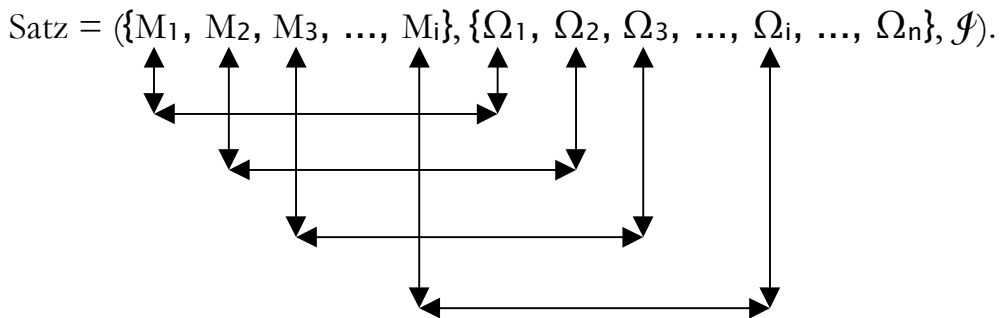 Satz = ({M1, M2, M3, ..., Mi}, {Ω1, Ω2, Ω3, ..., Ωi, ..., Ωn}, ℐ).